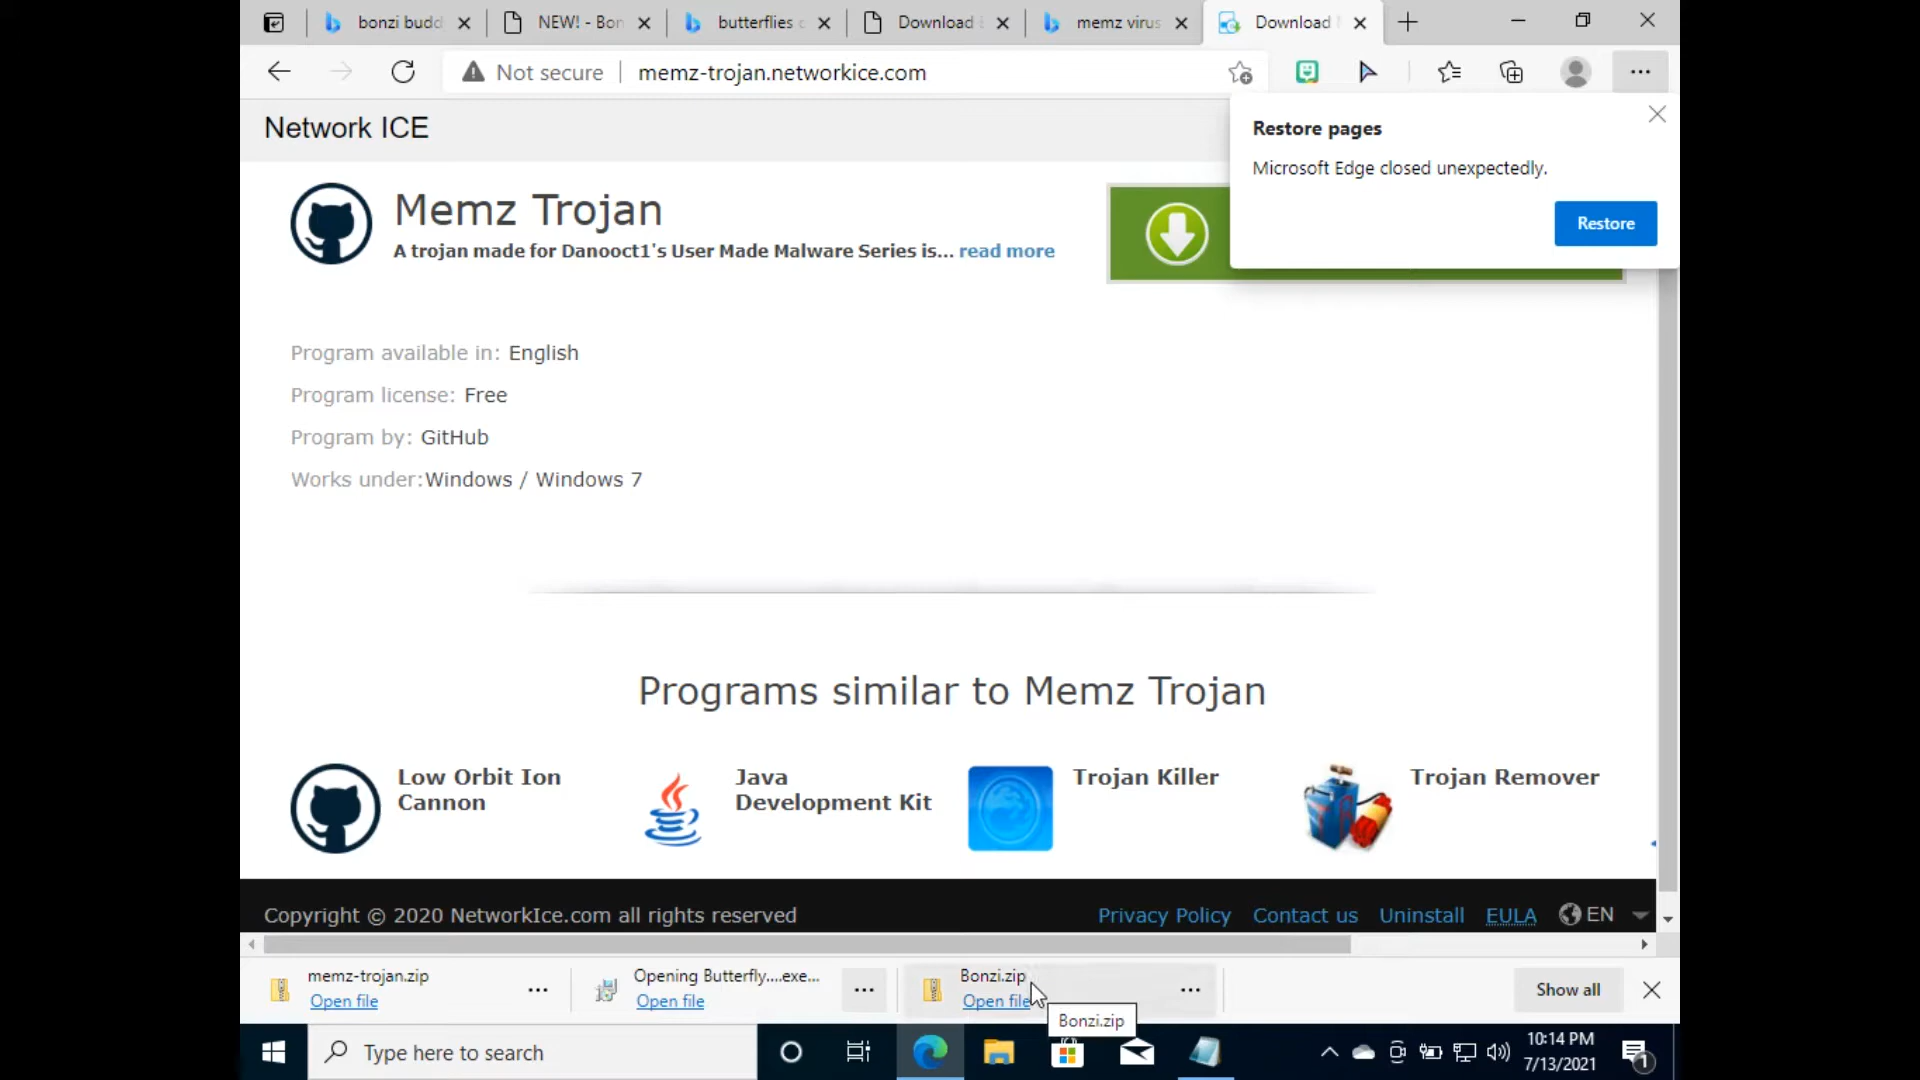 bonzi budd
NEW! - Bon
butterflies o
Download
memz virus
Download
Not secure
memz-trojan.networkice.com
Network ICE
Restore pages
Microsoft Edge closed unexpectedly.
Restore
Memz Trojan
A trojan made for Danooct1's User Made Malware Series is... read more
Program available in: English
Program license: Free
Program by: GitHub
Works under:Windows / Windows 7
Programs similar to Memz Trojan
Low Orbit Ion
Cannon
Java
Development Kit
Trojan Killer
Trojan Remover
Copyright © 2020 NetworkIce.com all rights reserved
Privacy Policy
Contact us
Uninstall
EULA
EN
memz-trojan.zip
Open file
Opening Butterfly....exe...
Open file
Bonzi.zip
Open file
Show all
Bonzi.zip
Type here to search
10:14 PM
7/13/2021
1